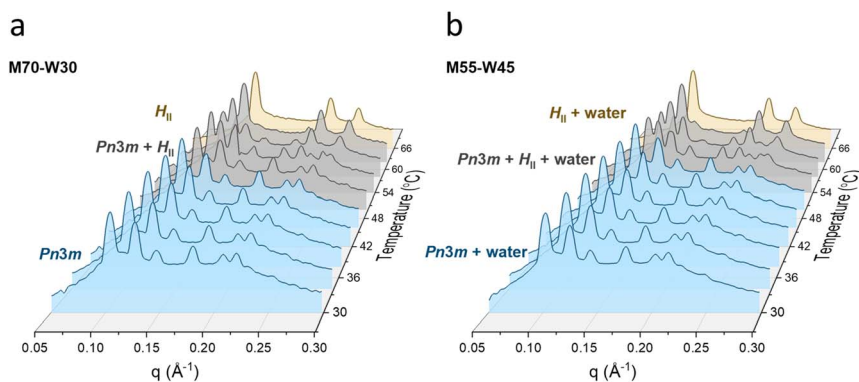 a
M70-W30
H_II
Pn3m + H_II
Pn3m
66
60
54
48
42
36
30
Temperature (°C)
0.05 0.10 0.15 0.20 0.25 0.30
q (Å⁻¹)
b
M55-W45
H_II + water
Pn3m + H_II + water
Pn3m + water
66
60
54
48
42
36
30
Temperature (°C)
0.05 0.10 0.15 0.20 0.25 0.30
q (Å⁻¹)